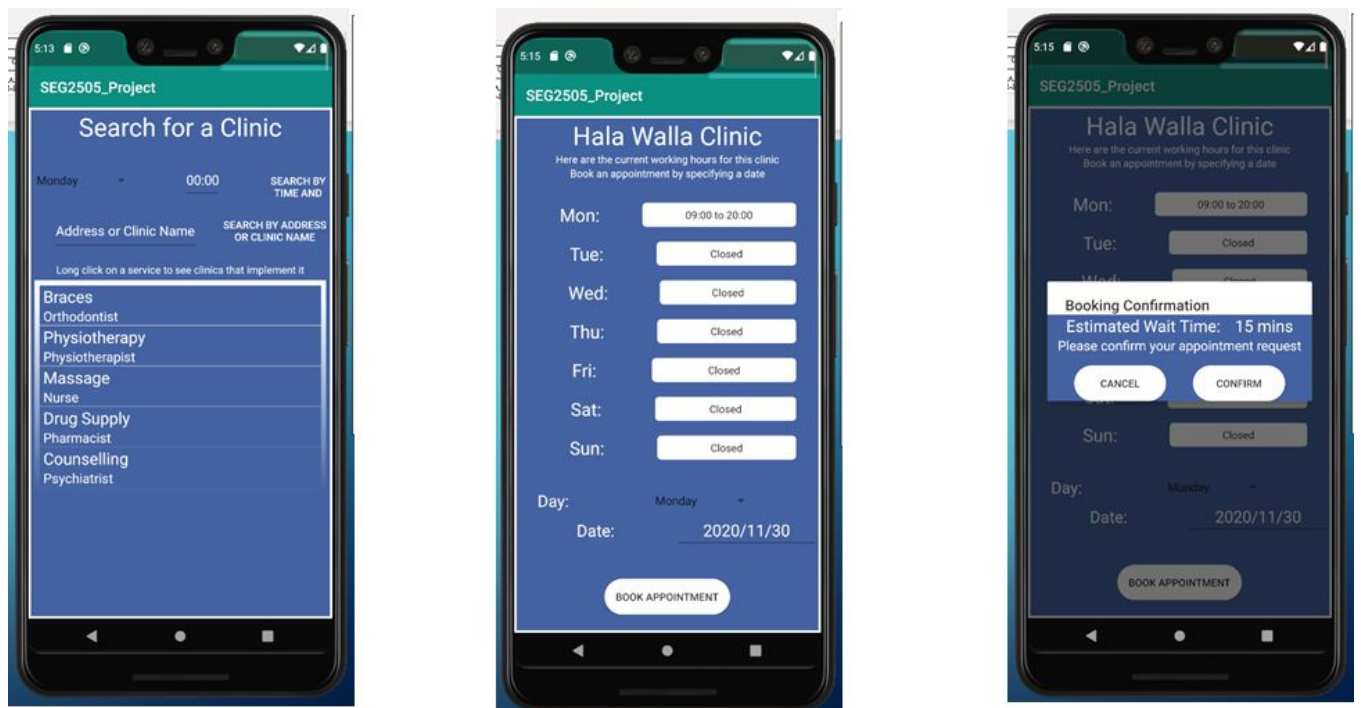 5:13
SEG2505_Project
Search for a Clinic
Monday 00:00 SEARCH BY
TIME AND
Address or Clinic Name SEARCH BY ADDRESS
OR CLINIC NAME
Long click on a service to see clinics that implement it
Braces
Orthodontist
Physiotherapy
Physiotherapist
Massage
Nurse
Drug Supply
Pharmacist
Counselling
Psychiatrist
5:15
SEG2505_Project
Hala Walla Clinic
Here are the current working hours for this clinic
Book an appointment by specifying a date
Mon: 09:00 to 20:00
Tue: Closed
Wed: Closed
Thu: Closed
Fri: Closed
Sat: Closed
Sun: Closed
Day: Monday
Date: 2020/11/30
BOOK APPOINTMENT
5:15
SEG2505_Project
Hala Walla Clinic
Here are the current working hours for this clinic
Book an appointment by specifying a date
Mon: 09:00 to 20:00
Tue: Closed
Wed: Closed
Booking Confirmation
Estimated Wait Time: 15 mins
Please confirm your appointment request
CANCEL CONFIRM
Sat:
Sun: Closed
Day: Monday
Date: 2020/11/30
BOOK APPOINTMENT